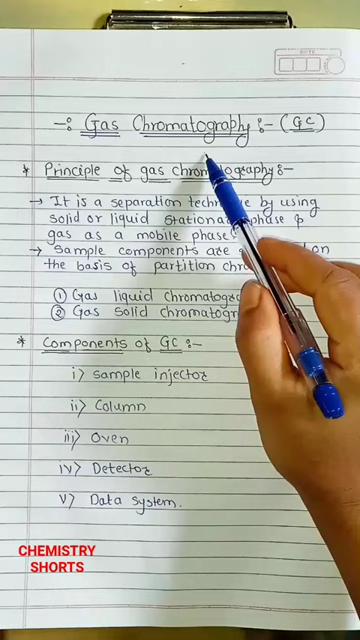 DATE
-: Gas Chromatography :- (GC)
* Principle of gas chromatography :-
→ It is a separation technique by using
solid or liquid stationary phase &
gas as a mobile phase
→ Sample components are on
the basis of partition
① Gas liquid
② Gas solid
* Components of GC :-
i) Sample injector
ii) Column
iii) Oven
iv) Detector
v) Data system.
CHEMISTRY
SHORTS